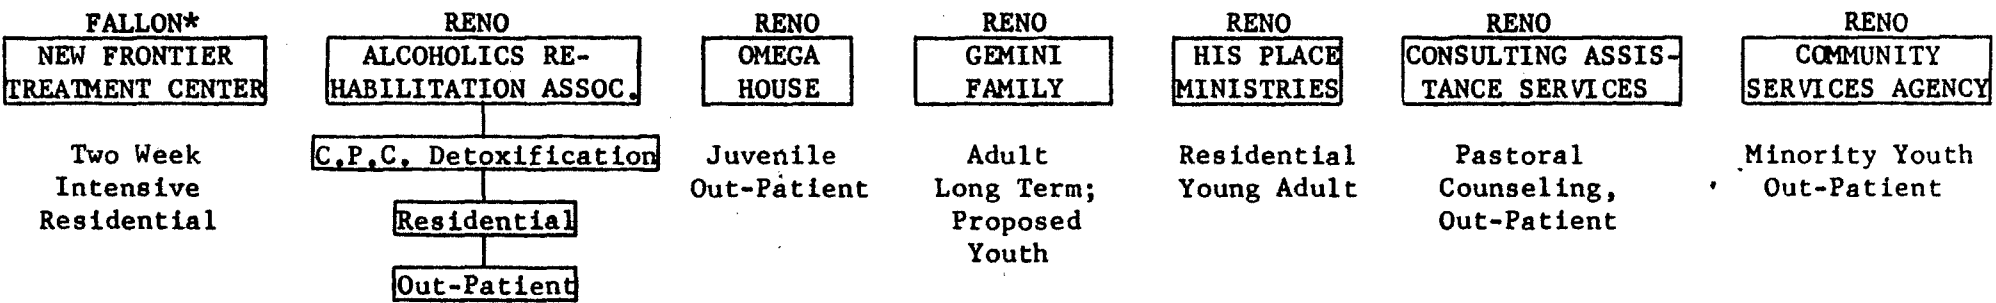 FALLON*
NEW FRONTIER
TREATMENT CENTER
Two Week
Intensive
Residential
RENO
ALCOHOLICS RE-
HABILITATION ASSOC.
C.P.C. Detoxification
Residential
Out-Patient
RENO
OMEGA
HOUSE
Juvenile
Out-Patient
RENO
GEMINI
FAMILY
Adult
Long Term;
Proposed
Youth
RENO
HIS PLACE
MINISTRIES
Residential
Young Adult
RENO
CONSULTING ASSIS-
TANCE SERVICES
Pastoral
Counseling,
Out-Patient
RENO
COMMUNITY
SERVICES AGENCY
Minority Youth
Out-Patient